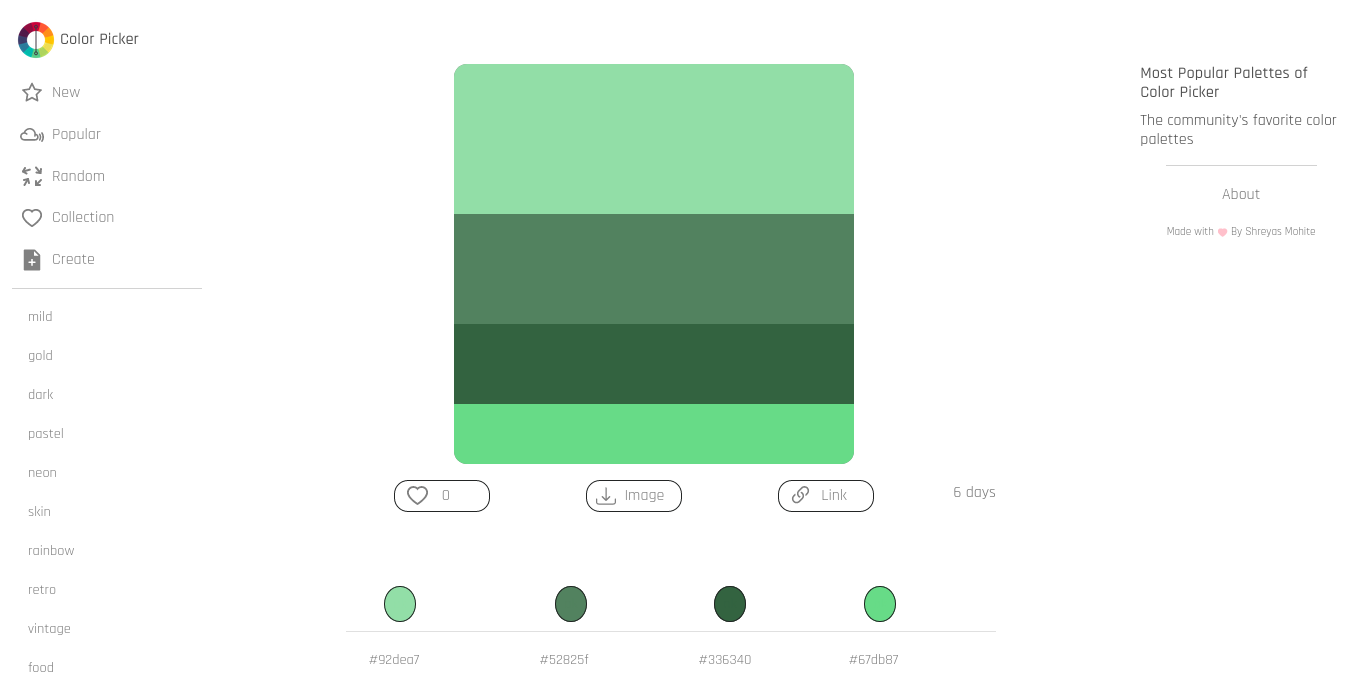 Color Picker
New
Popular
Random
Collection
Create
mild
gold
dark
pastel
neon
skin
rainbow
retro
vintage
food
0
Image
Link
6 days
#92dea7
#52825f
#336340
#67db87
Most Popular Palettes of
Color Picker
The community's favorite color
palettes
About
Made with By Shreyas Mohite